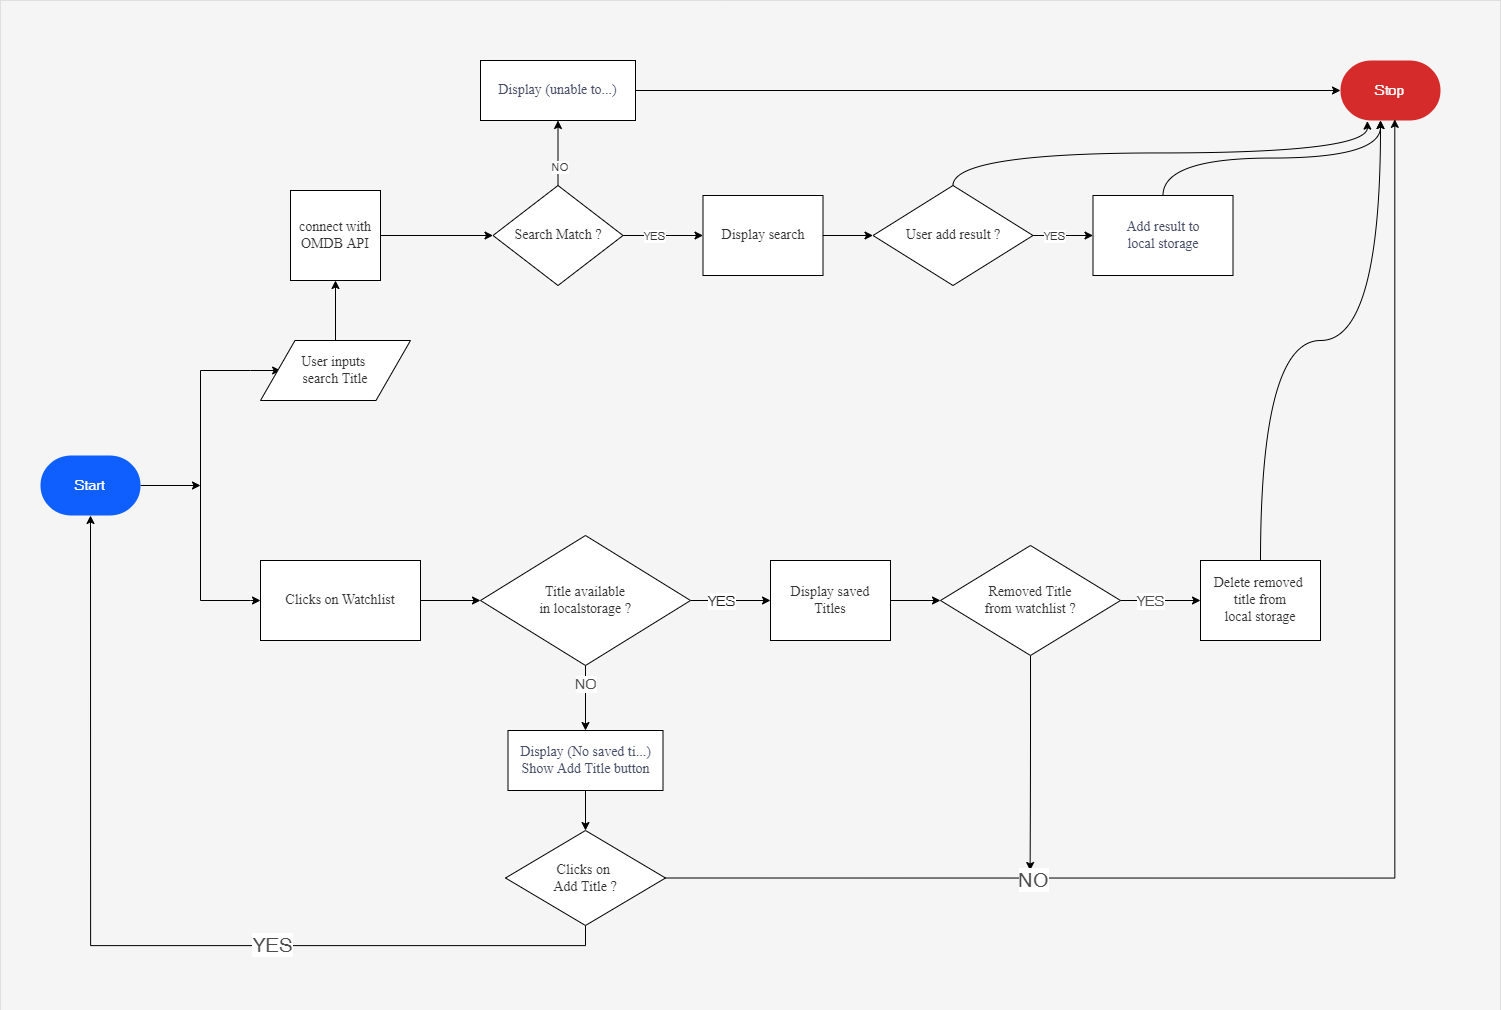 Display (unable to...)
Stop
NO
connect with
OMDB API
Search Match ?
YES
Display search
User add result ?
YES
Add result to
local storage
User inputs
search Title
Start
Clicks on Watchlist
Title available
in localstorage ?
YES
Display saved
Titles
Removed Title
from watchlist ?
YES
Delete removed
title from
local storage
NO
Display (No saved ti...)
Show Add Title button
Clicks on
Add Title ?
NO
YES